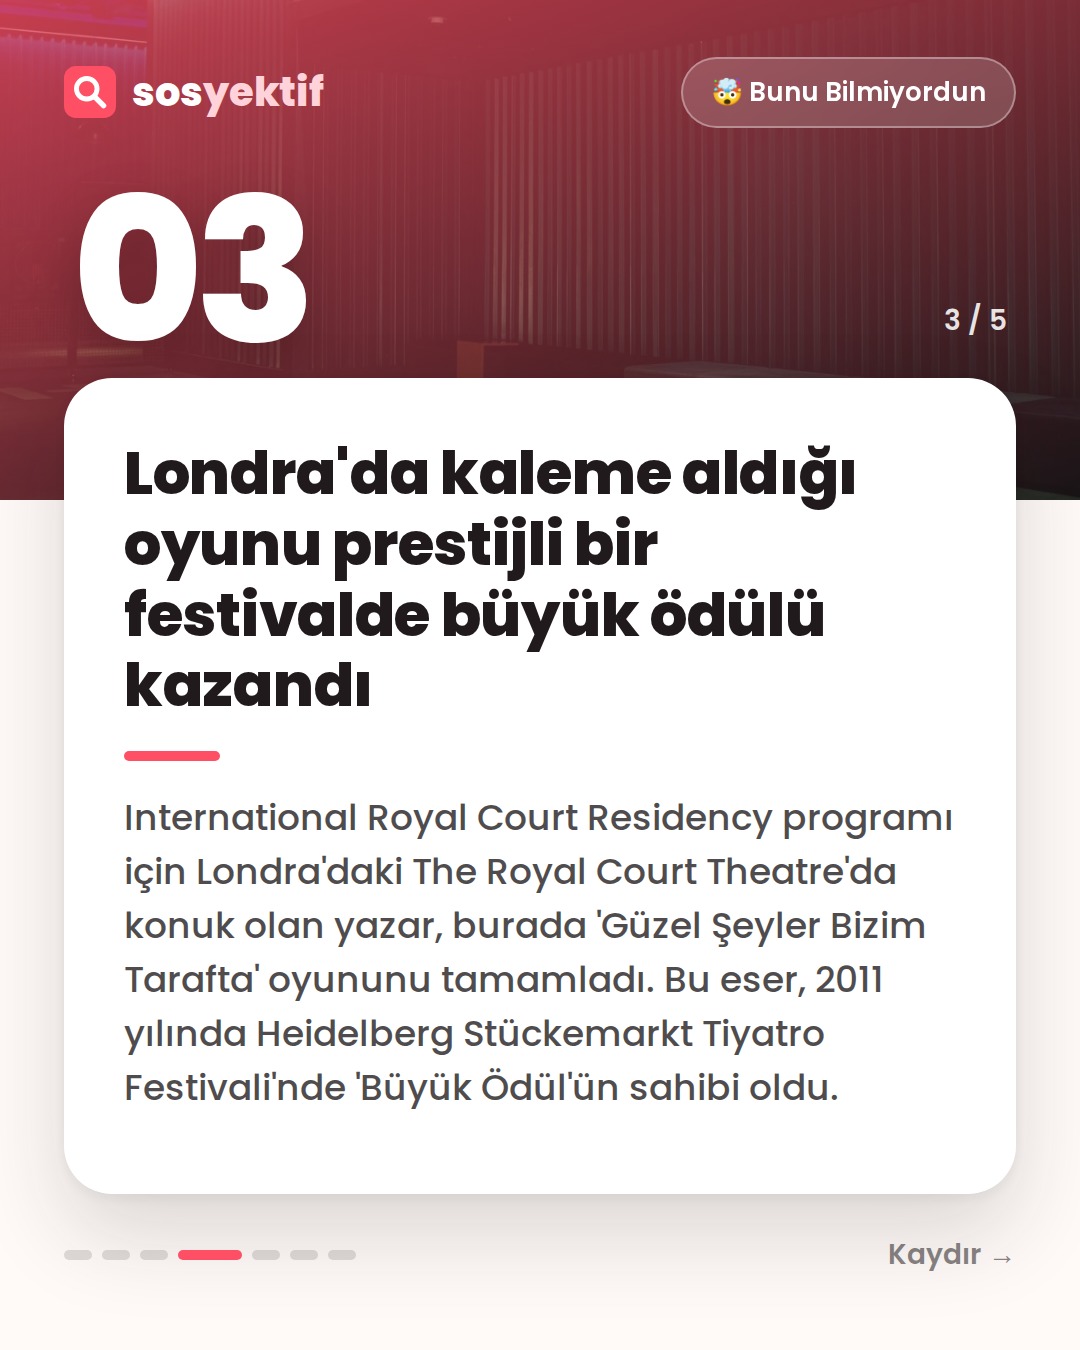 sosyektif
🤯 Bunu Bilmiyordun
03
3 / 5
Londra'da kaleme aldığı
oyunu prestijli bir
festivalde büyük ödülü
kazandı
International Royal Court Residency programı
için Londra'daki The Royal Court Theatre'da
konuk olan yazar, burada 'Güzel Şeyler Bizim
Tarafta' oyununu tamamladı. Bu eser, 2011
yılında Heidelberg Stückemarkt Tiyatro
Festivali'nde 'Büyük Ödül'ün sahibi oldu.
Kaydır →